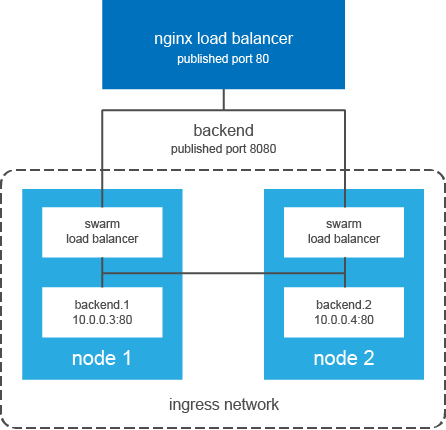 nginx load balancer
published port 80
backend
published port 8080
swarm
load balancer
swarm
load balancer
backend.1
10.0.0.3:80
backend.2
10.0.0.4:80
node 1
node 2
ingress network